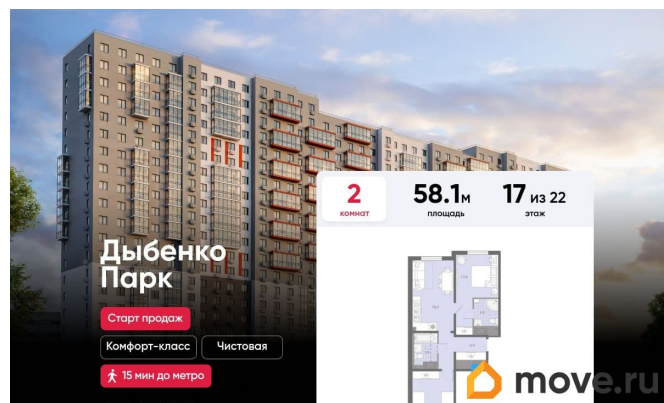 2
комнат
58.1м
площадь
17 из 22
этаж
Дыбенко
Парк
Старт продаж
Комфорт-класс
Чистовая
15 мин до метро
move.ru